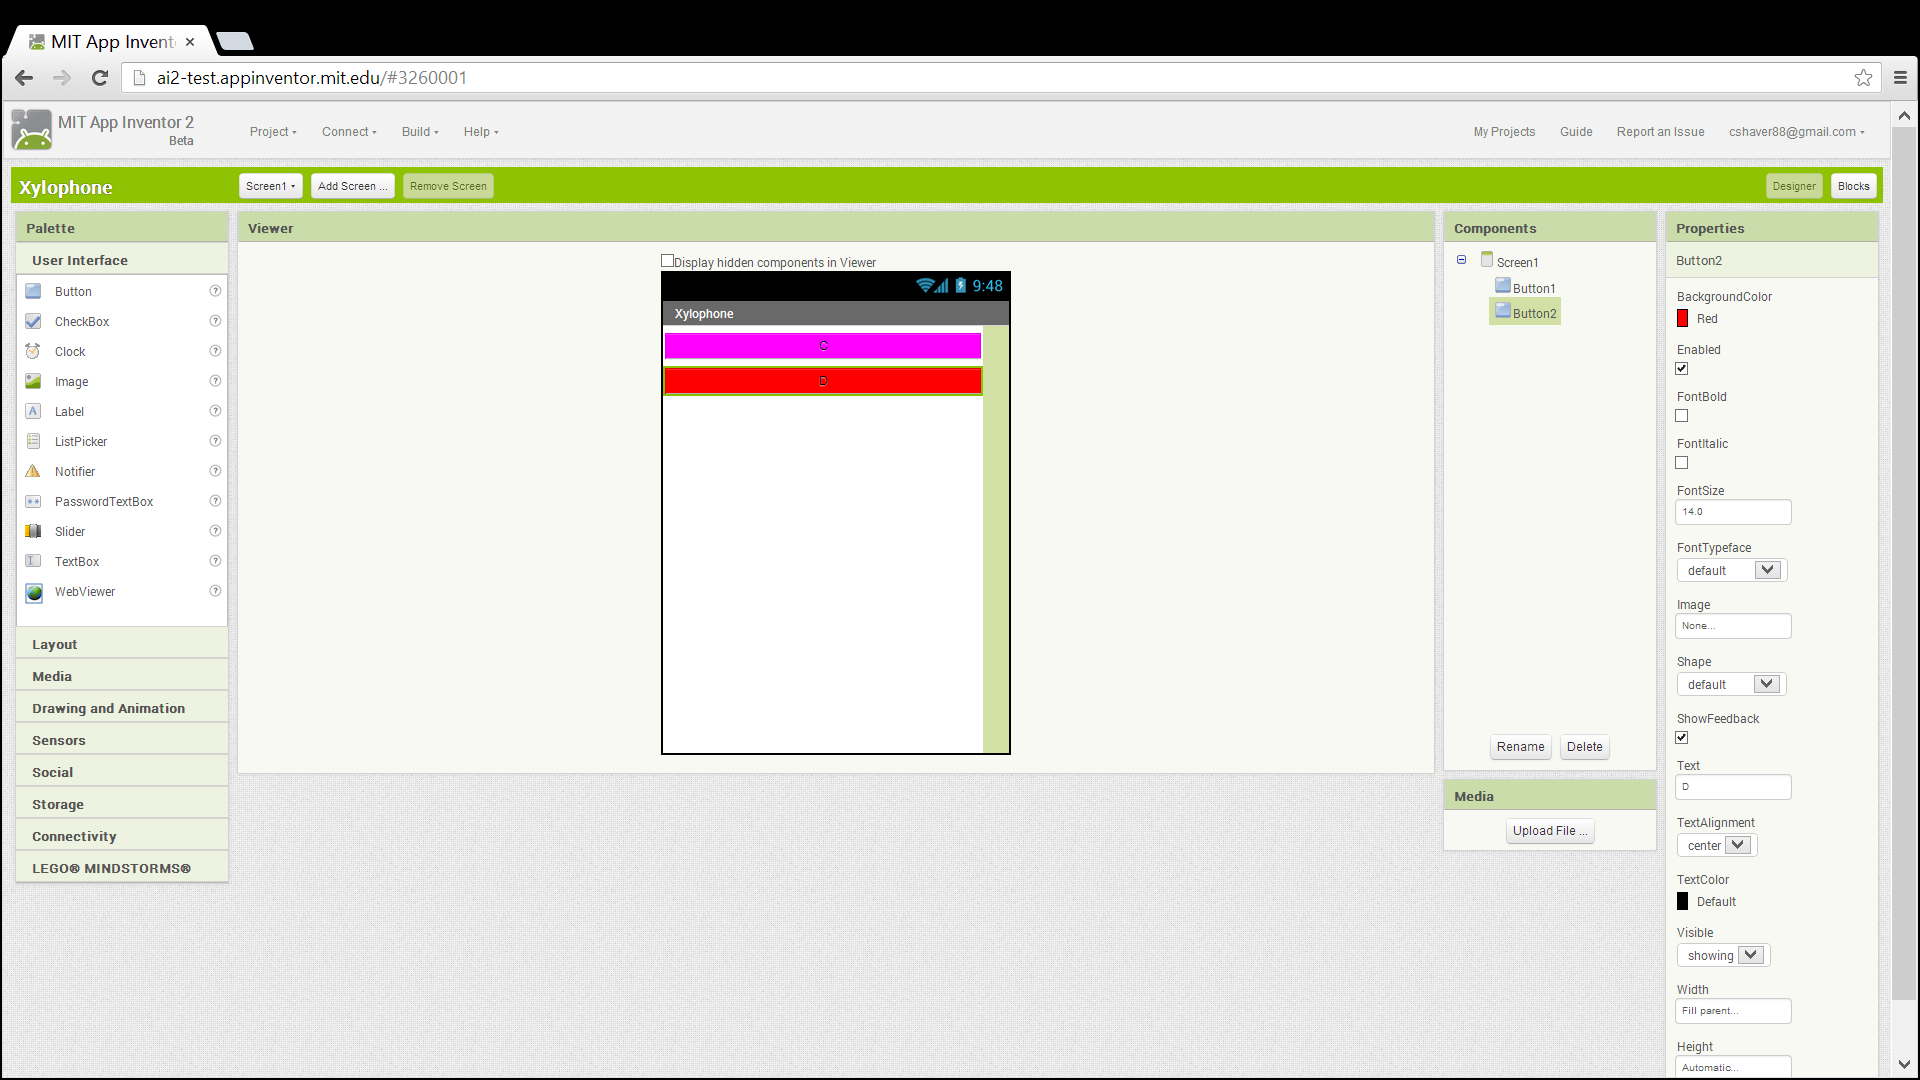 MIT App Invent
ai2-test.appinventor.mit.edu/#3260001
MIT App Inventor 2
Beta
Project
Connect
Build
Help
My Projects
Guide
Report an Issue
cshaver88@gmail.com
Xylophone
Screen1
Add Screen ...
Remove Screen
Designer
Blocks
Palette
User Interface
Button
CheckBox
Clock
Image
Label
ListPicker
Notifier
PasswordTextBox
Slider
TextBox
WebViewer
Layout
Media
Drawing and Animation
Sensors
Social
Storage
Connectivity
LEGO® MINDSTORMS®
Viewer
Display hidden components in Viewer
9:48
Xylophone
C
D
Components
Screen1
Button1
Button2
Rename
Delete
Media
Upload File ...
Properties
Button2
BackgroundColor
Red
Enabled
FontBold
FontItalic
FontSize
14.0
FontTypeface
default
Image
None...
Shape
default
ShowFeedback
Text
D
TextAlignment
center
TextColor
Default
Visible
showing
Width
Fill parent...
Height
Automatic...